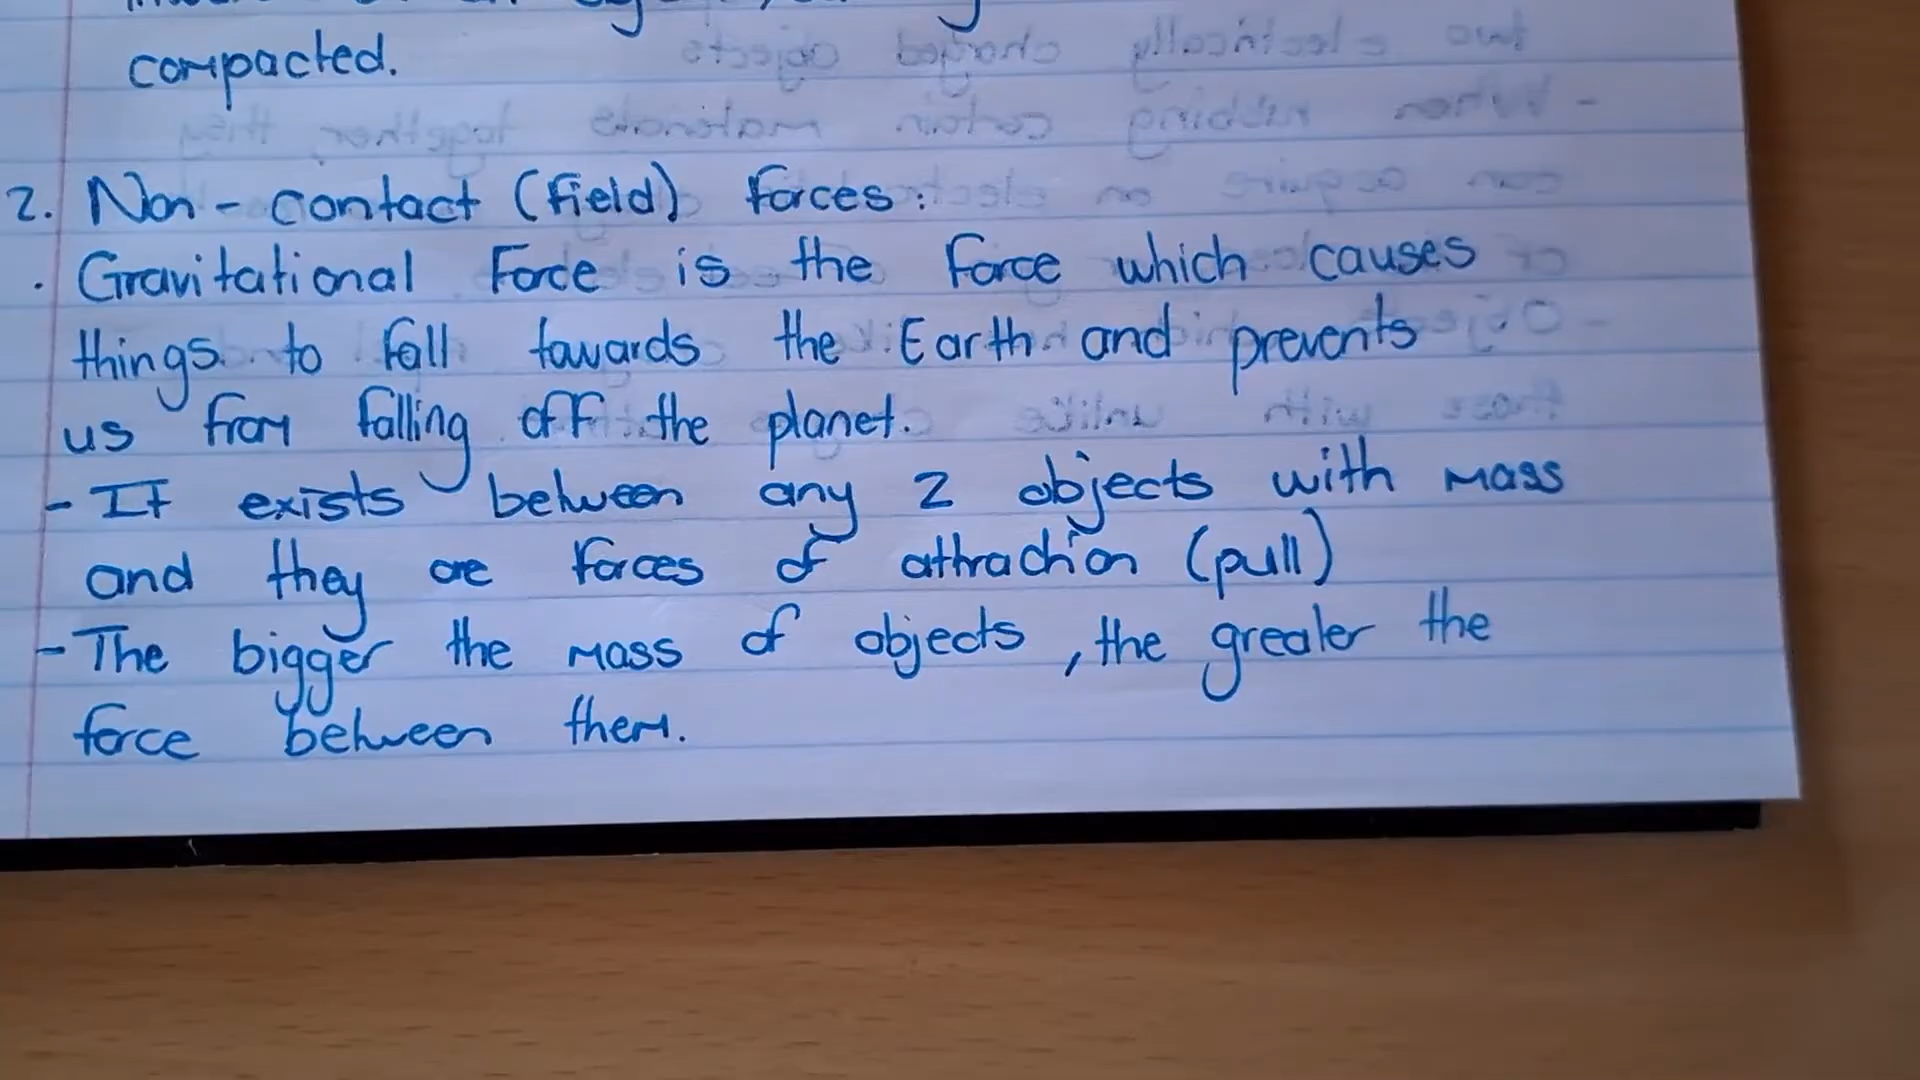 compacted.
2. Non-contact (field) forces:
. Gravitational Force is the force which causes
things to fall towards the Earth and prevents
us from falling off the planet.
- It exists between any 2 objects with mass
and they are forces of attraction (pull)
- The bigger the mass of objects, the greater the
force between them.